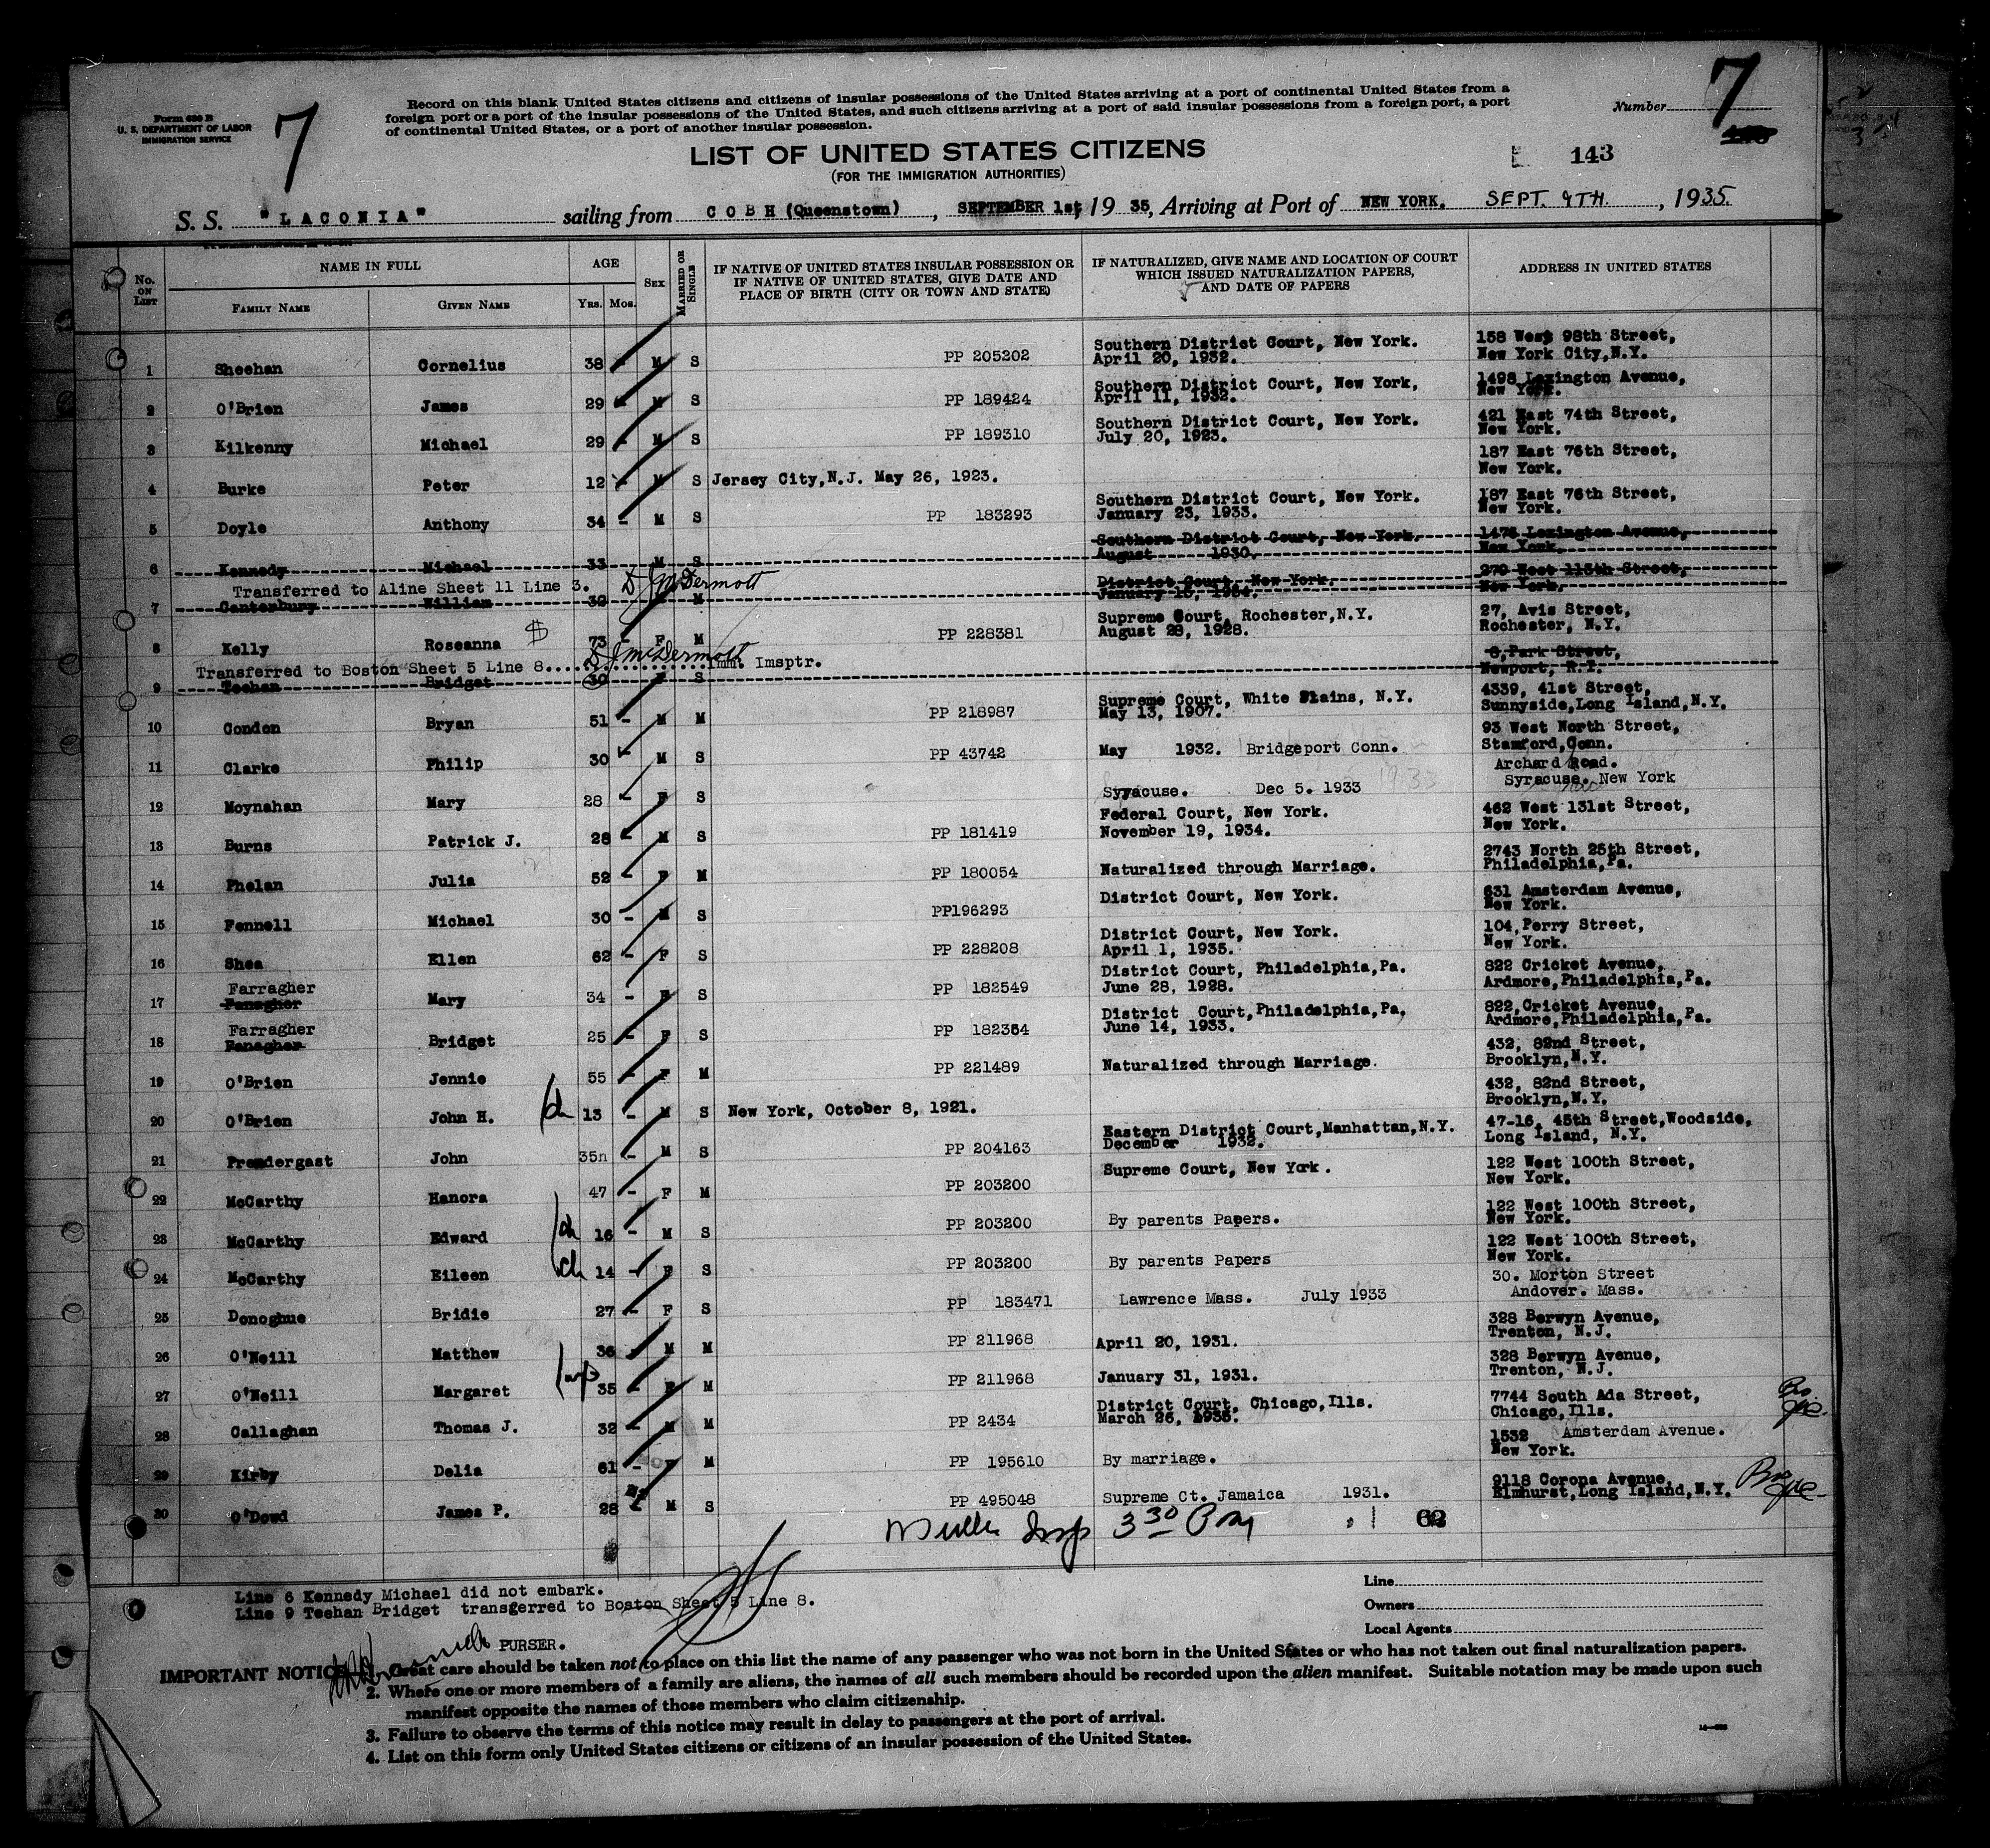 7
7
Form 630 B
U. S. DEPARTMENT OF LABOR
IMMIGRATION SERVICE
Record on this blank United States citizens and citizens of insular possessions of the United States arriving at a port of continental United States from a
foreign port or a port of the insular possessions of the United States, and such citizens arriving at a port of said insular possessions from a foreign port, a port
of continental United States, or a port of another insular possession.
Number
LIST OF UNITED STATES CITIZENS
(FOR THE IMMIGRATION AUTHORITIES)
143
S. S. "LACONIA" sailing from COBH (Queenstown), SEPTEMBER 1st, 19 35, Arriving at Port of NEW YORK. SEPT. 9TH. , 1935.
No. ON LIST
NAME IN FULL
FAMILY NAME
GIVEN NAME
AGE
YRS. MOS.
SEX
MARRIED OR SINGLE
IF NATIVE OF UNITED STATES INSULAR POSSESSION OR
IF NATIVE OF UNITED STATES, GIVE DATE AND
PLACE OF BIRTH (CITY OR TOWN AND STATE)
IF NATURALIZED, GIVE NAME AND LOCATION OF COURT
WHICH ISSUED NATURALIZATION PAPERS,
AND DATE OF PAPERS
ADDRESS IN UNITED STATES
1 Sheehan Cornelius 38 - M S PP 205202 Southern District Court, New York. April 20, 1932. 158 West 98th Street, New York City, N.Y.
2 O'Brien James 29 - M S PP 189424 Southern District Court, New York, April 11, 1932. 1498 Lexington Avenue, New York.
3 Kilkenny Michael 29 - M S PP 189310 Southern District Court, New York. July 20, 1923. 421 East 74th Street, New York.
4 Burke Peter 12 - M S Jersey City, N.J. May 26, 1923. 187 East 76th Street, New York.
5 Doyle Anthony 34 - M S PP 183293 Southern District Court, New York. January 23, 1933. 187 East 76th Street, New York.
6 Kennedy Michael 33 M S Southern District Court, New York. August 1930. 1476 Lexington Avenue, New York.
Transferred to Aline Sheet 11 Line 3. D J McDermott
7 Canterbury William 39 M District Court, New York. January 15, 1934. 270 West 115th Street, New York.
8 Kelly Roseanna 73 - F M PP 228381 Supreme Court, Rochester, N.Y. August 28, 1928. 27, Avis Street, Rochester, N.Y.
Transferred to Boston Sheet 5 Line 8. D J McDermott Imm. Imsptr.
9 Teehan Bridget 30 F S 8, Park Street, Newport, R.I.
10 Conden Bryan 51 - M M PP 218987 Supreme Court, White Plains, N.Y. May 13, 1907. 4339, 41st Street, Sunnyside, Long Island, N.Y.
11 Clarke Philip 30 - M S PP 43742 May 1932. Bridgeport Conn. 93 West North Street, Stamford, Conn.
12 Moynahan Mary 28 - F S Syracuse. Dec 5. 1933 Archard Road. Syracuse. New York
13 Burns Patrick J. 28 - M S PP 181419 Federal Court, New York. November 19, 1934. 462 West 131st Street, New York.
14 Phelan Julia 52 - F M PP 180054 Naturalized through Marriage. 2743 North 25th Street, Philadelphia, Pa.
15 Fennell Michael 30 - M S PP196293 District Court, New York. 631 Amsterdam Avenue, New York.
16 Shea Ellen 62 - F S PP 228208 District Court, New York. April 1, 1935. 104, Perry Street, New York.
17 Farragher Fanagher Mary 34 - F S PP 182549 District Court, Philadelphia, Pa. June 28, 1928. 822 Cricket Avenue, Ardmore, Philadelphia, Pa.
18 Farragher Fanagher Bridget 25 - F S PP 182364 District Court, Philadelphia, Pa. June 14, 1933. 822, Cricket Avenue, Ardmore, Philadelphia, Pa.
19 O'Brien Jennie 55 - F M PP 221489 Naturalized through Marriage. 432, 82nd Street, Brooklyn, N.Y.
20 O'Brien John H. ch 13 - M S New York, October 8, 1921. 432, 82nd Street, Brooklyn, N.Y.
21 Prendergast John 35n - M S PP 204163 Eastern District Court, Manhattan, N.Y. December 1932. 47-16, 45th Street, Woodside, Long Island, N.Y.
22 McCarthy Hanora 47 - F M PP 203200 Supreme Court, New York. 122 West 100th Street, New York.
23 McCarthy Edward ch 16 - M S PP 203200 By parents Papers. 122 West 100th Street, New York.
24 McCarthy Eileen ch 14 - F S PP 203200 By parents Papers 122 West 100th Street, New York.
25 Donoghue Bridie 27 - F S PP 183471 Lawrence Mass. July 1933 30. Morton Street Andover. Mass.
26 O'Neill Matthew 36 - M M PP 211968 April 20, 1931. 328 Berwyn Avenue, Trenton, N.J.
27 O'Neill Margaret 35 - F M PP 211968 January 31, 1931. 328 Berwyn Avenue, Trenton, N.J.
28 Callaghan Thomas J. 32 - M M PP 2434 District Court, Chicago, Ills. March 26, 1935. 7744 South Ada Street, Chicago, Ills.
29 Kirby Delia 61 - F M PP 195610 By marriage. 1532 Amsterdam Avenue. New York.
30 O'Dowd James P. 28 - M S PP 495048 Supreme Ct. Jamaica 1931. 9118 Corona Avenue, Elmhurst, Long Island, N.Y.
Insp 3 30 62
Line 6 Kennedy Michael did not embark.
Line 9 Teehan Bridget transgerred to Boston Sheet 5 Line 8.
PURSER.
Line
Owners
Local Agents
IMPORTANT NOTICE 1. Great care should be taken not to place on this list the name of any passenger who was not born in the United States or who has not taken out final naturalization papers.
2. Where one or more members of a family are aliens, the names of all such members should be recorded upon the alien manifest. Suitable notation may be made upon such
manifest opposite the names of those members who claim citizenship.
3. Failure to observe the terms of this notice may result in delay to passengers at the port of arrival.
4. List on this form only United States citizens or citizens of an insular possession of the United States.